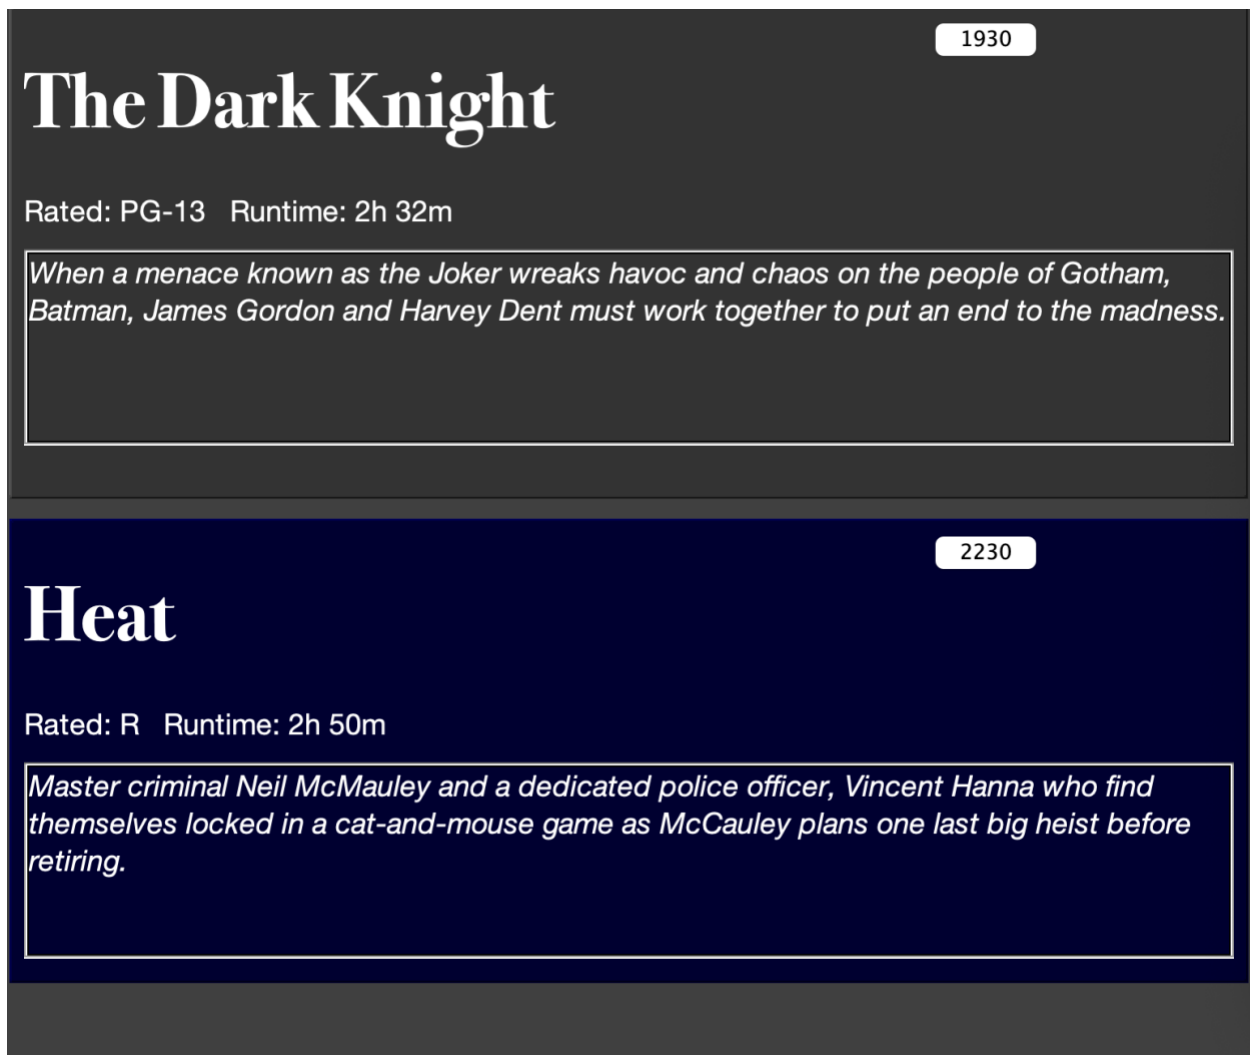 1930
The Dark Knight
Rated: PG-13   Runtime: 2h 32m
When a menace known as the Joker wreaks havoc and chaos on the people of Gotham,
Batman, James Gordon and Harvey Dent must work together to put an end to the madness.
2230
Heat
Rated: R   Runtime: 2h 50m
Master criminal Neil McMauley and a dedicated police officer, Vincent Hanna who find
themselves locked in a cat-and-mouse game as McCauley plans one last big heist before
retiring.